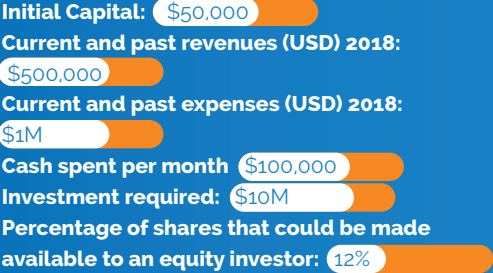 Initial Capital: $50,000
Current and past revenues (USD) 2018:
$500,000
Current and past expenses (USD) 2018:
$1M
Cash spent per month $100,000
Investment required: $10M
Percentage of shares that could be made
available to an equity investor: 12%